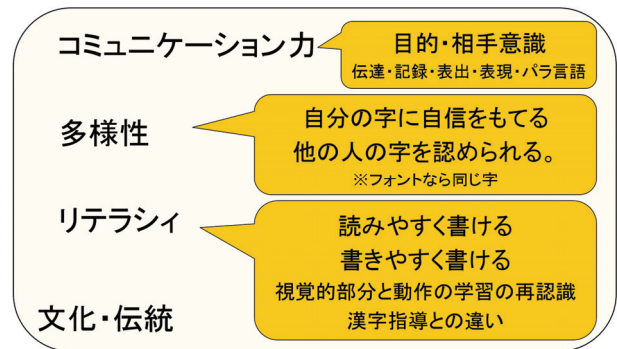 コミュニケーション力
目的・相手意識
伝達・記録・表出・表現・パラ言語
多様性
自分の字に自信をもてる
他の人の字を認められる。
※フォントなら同じ字
リテラシィ
読みやすく書ける
書きやすく書ける
視覚的部分と動作の学習の再認識
漢字指導との違い
文化・伝統